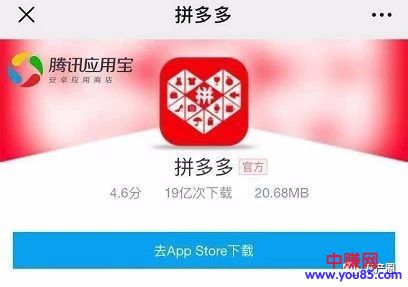 拼多多
腾讯应用宝
安卓应用商店
拼
拼多多 官方
4.6分 19亿次下载 20.68MB
去App Store下载
中赚网
www.you85.com